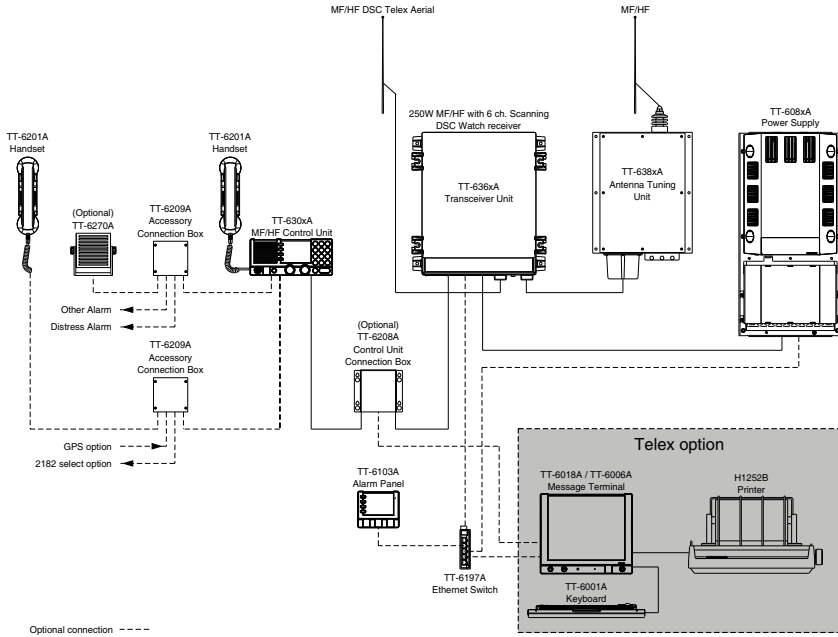 MF/HF DSC Telex Aerial
MF/HF
250W MF/HF with 6 ch. Scanning
DSC Watch receiver
TT-608xA
Power Supply
TT-6201A
Handset
TT-6201A
Handset
TT-636xA
Transceiver Unit
TT-638xA
Antenna Tuning
Unit
(Optional)
TT-6270A
TT-6209A
Accessory
Connection Box
TT-630xA
MF/HF Control Unit
Other Alarm
Distress Alarm
(Optional)
TT-6208A
Control Unit
Connection Box
TT-6209A
Accessory
Connection Box
GPS option
2182 select option
Telex option
TT-6103A
Alarm Panel
TT-6018A / TT-6006A
Message Terminal
H1252B
Printer
TT-6197A
Ethernet Switch
TT-6001A
Keyboard
Optional connection